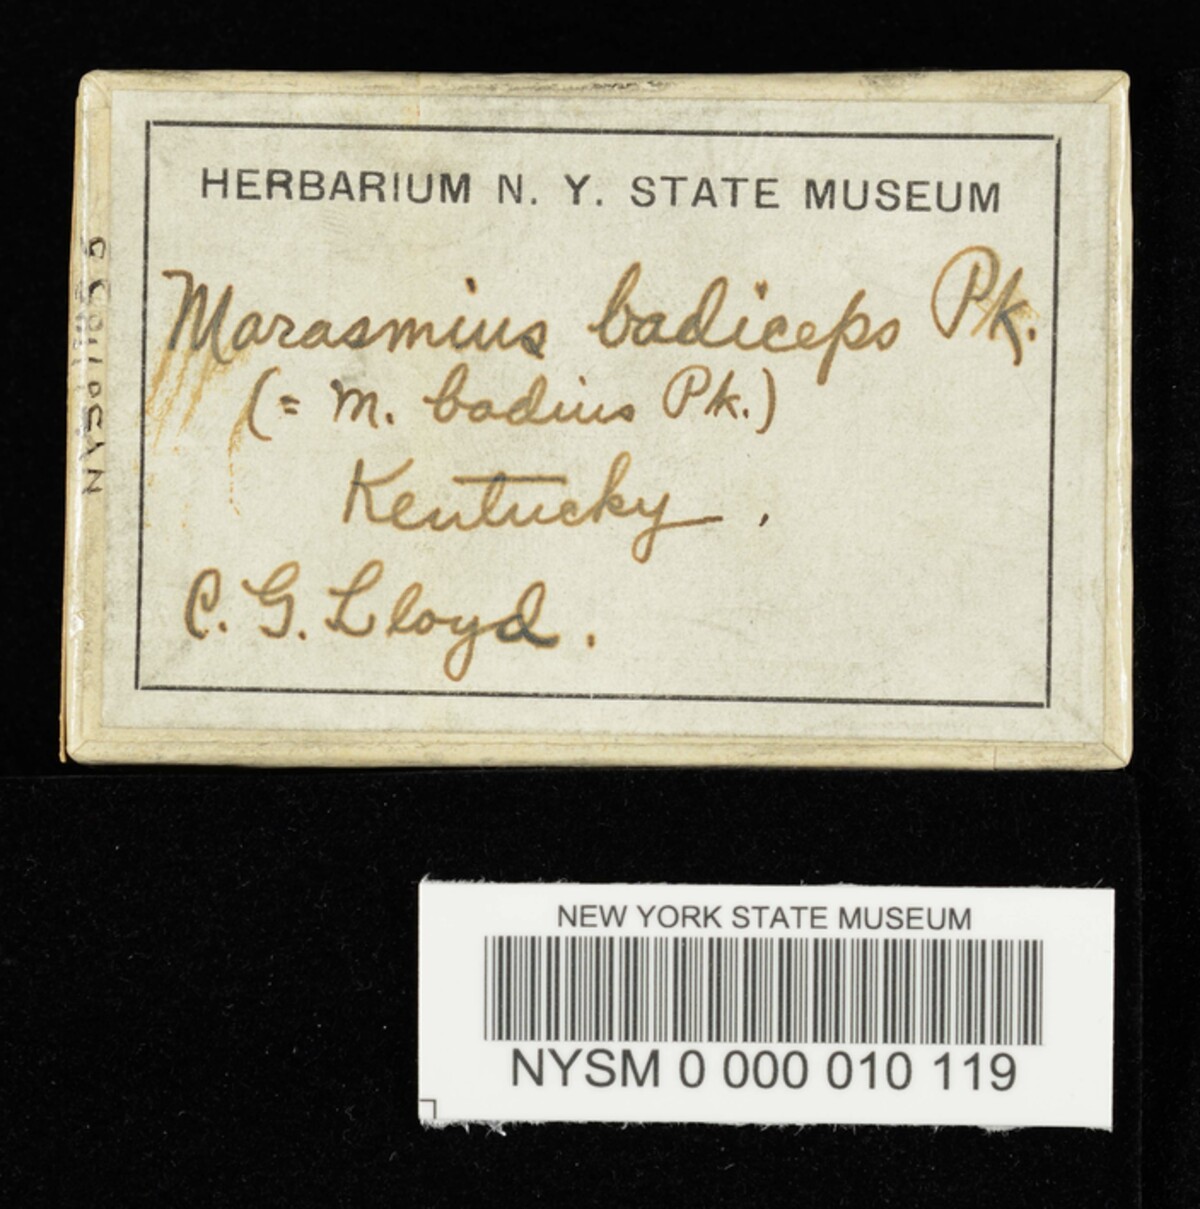 HERBARIUM N. Y. STATE MUSEUM
Marasmius badiceps Pk.
(= m. badius Pk.)
Kentucky.
C. G. Lloyd.
NEW YORK STATE MUSEUM
NYSM 0 000 010 119